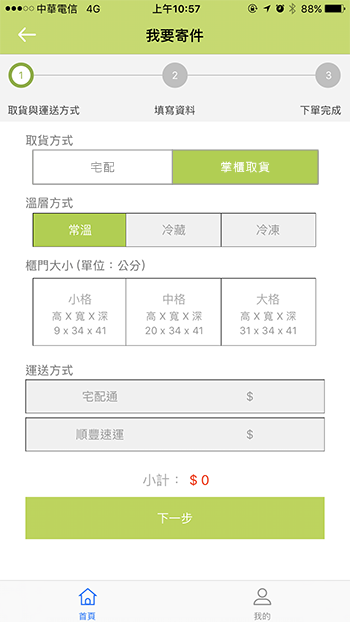 中華電信 4G 上午10:57 88%
我要寄件
1 2 3
取貨與運送方式 填寫資料 下單完成
取貨方式
宅配 掌櫃取貨
溫層方式
常溫 冷藏 冷凍
櫃門大小 (單位：公分)
小格 中格 大格
高 X 寬 X 深 高 X 寬 X 深 高 X 寬 X 深
9 x 34 x 41 20 x 34 x 41 31 x 34 x 41
運送方式
宅配通 $
順豐速運 $
小計： $ 0
下一步
首頁 我的